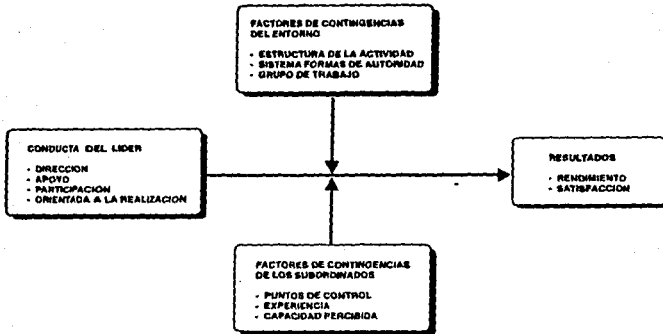 FACTORES DE CONTINGENCIAS
DEL ENTORNO
- ESTRUCTURA DE LA ACTIVIDAD
- SISTEMA FORMAS DE AUTORIDAD
- GRUPO DE TRABAJO
CONDUCTA DEL LIDER
- DIRECCION
- APOYO
- PARTICIPACIÓN
- ORIENTADA A LA REALIZACION
RESULTADOS
- RENDIMIENTO
- SATISFACCION
FACTORES DE CONTINGENCIAS
DE LOS SUBORDINADOS
- PUNTOS DE CONTROL
- EXPERIENCIA
- CAPACIDAD PERCIBIDA